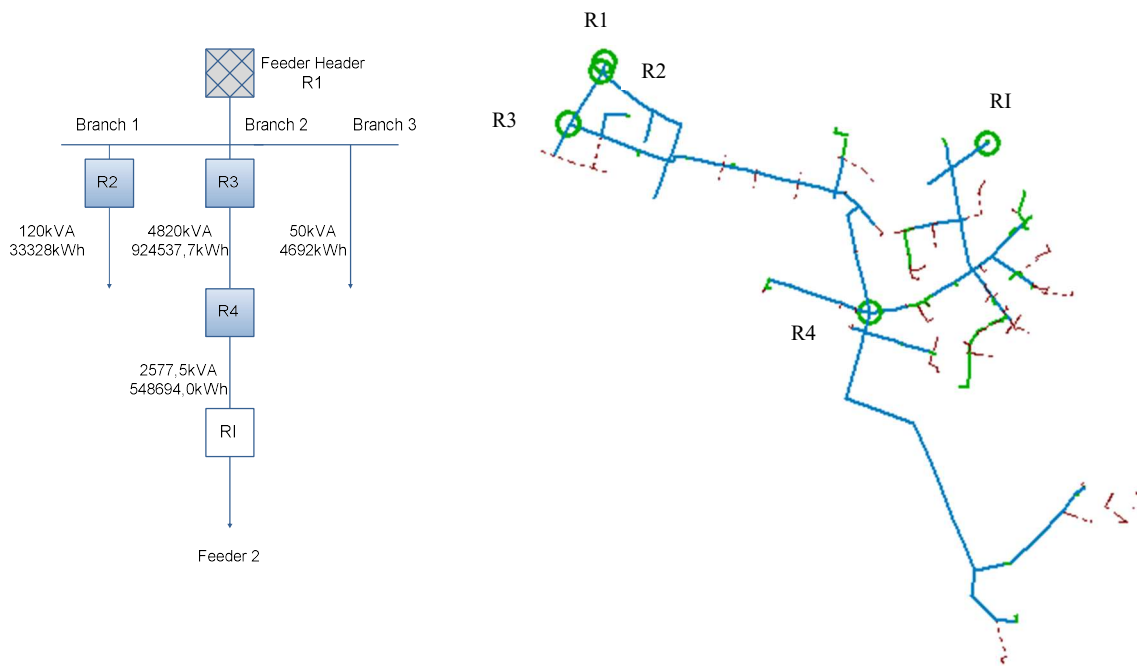 Feeder Header
R1
Branch 1
Branch 2
Branch 3
R2
R3
120kVA
33328kWh
4820kVA
924537,7kWh
50kVA
4692kWh
R4
2577,5kVA
548694,0kWh
RI
Feeder 2
R1
R2
R3
RI
R4